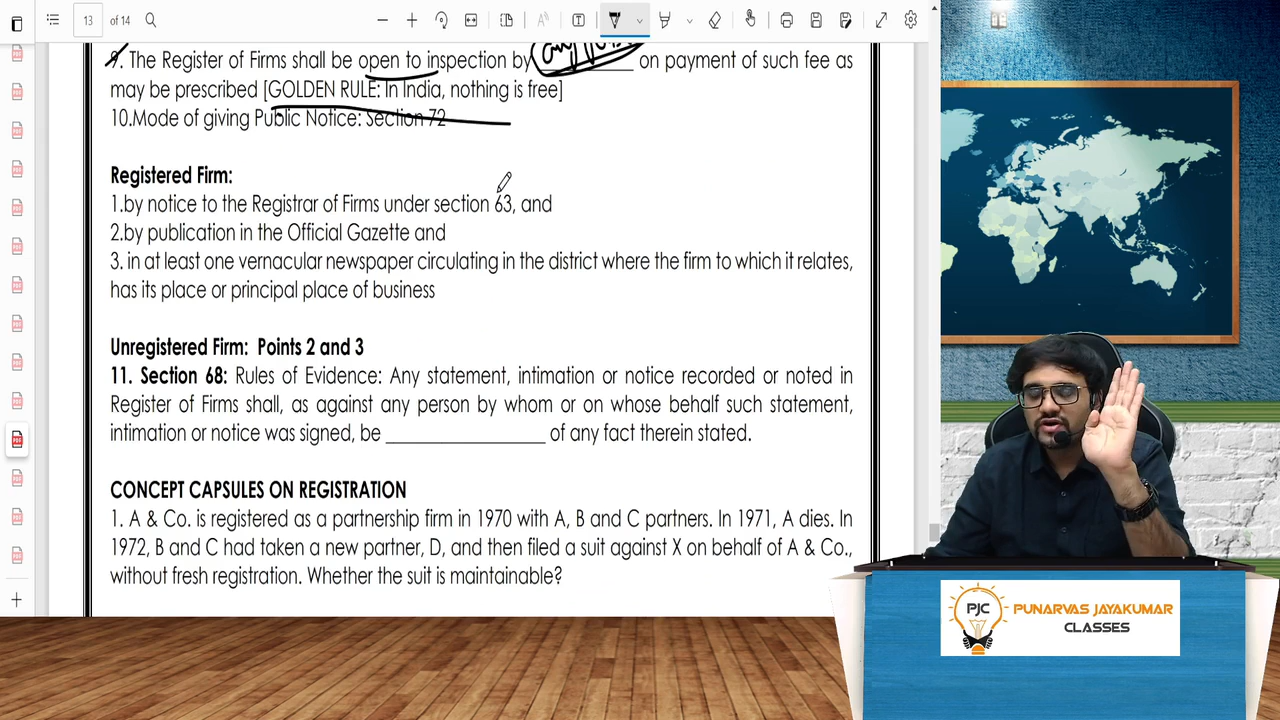 13 of 14
9. The Register of Firms shall be open to inspection by any person on payment of such fee as
may be prescribed [GOLDEN RULE: In India, nothing is free]
10.Mode of giving Public Notice: Section 72
Registered Firm:
1.by notice to the Registrar of Firms under section 63, and
2.by publication in the Official Gazette and
3. in at least one vernacular newspaper circulating in the district where the firm to which it relates,
has its place or principal place of business
Unregistered Firm: Points 2 and 3
11. Section 68: Rules of Evidence: Any statement, intimation or notice recorded or noted in
Register of Firms shall, as against any person by whom or on whose behalf such statement,
intimation or notice was signed, be ____________________ of any fact therein stated.
CONCEPT CAPSULES ON REGISTRATION
1. A & Co. is registered as a partnership firm in 1970 with A, B and C partners. In 1971, A dies. In
1972, B and C had taken a new partner, D, and then filed a suit against X on behalf of A & Co.,
without fresh registration. Whether the suit is maintainable?
PJC PUNARVAS JAYAKUMAR
CLASSES